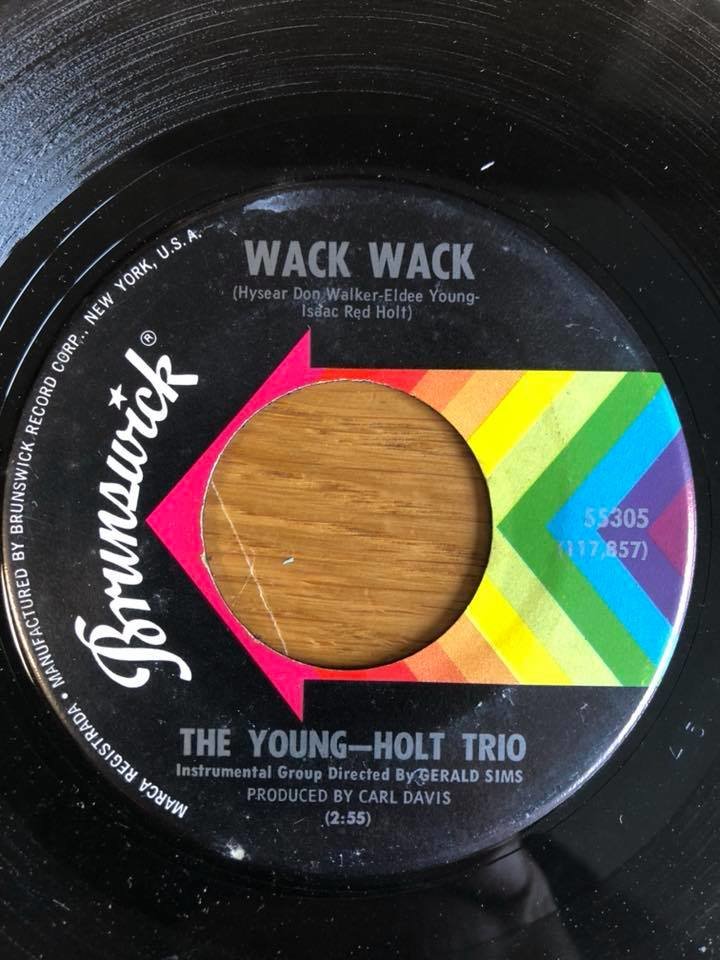 WACK WACK
(Hysear Don Walker-Eldee Young-
Isaac Red Holt)
Brunswick®
55305
(117,857)
THE YOUNG—HOLT TRIO
Instrumental Group Directed By GERALD SIMS
PRODUCED BY CARL DAVIS
(2:55)
MARCA REGISTRADA • MANUFACTURED BY BRUNSWICK RECORD CORP., NEW YORK, U.S.A.